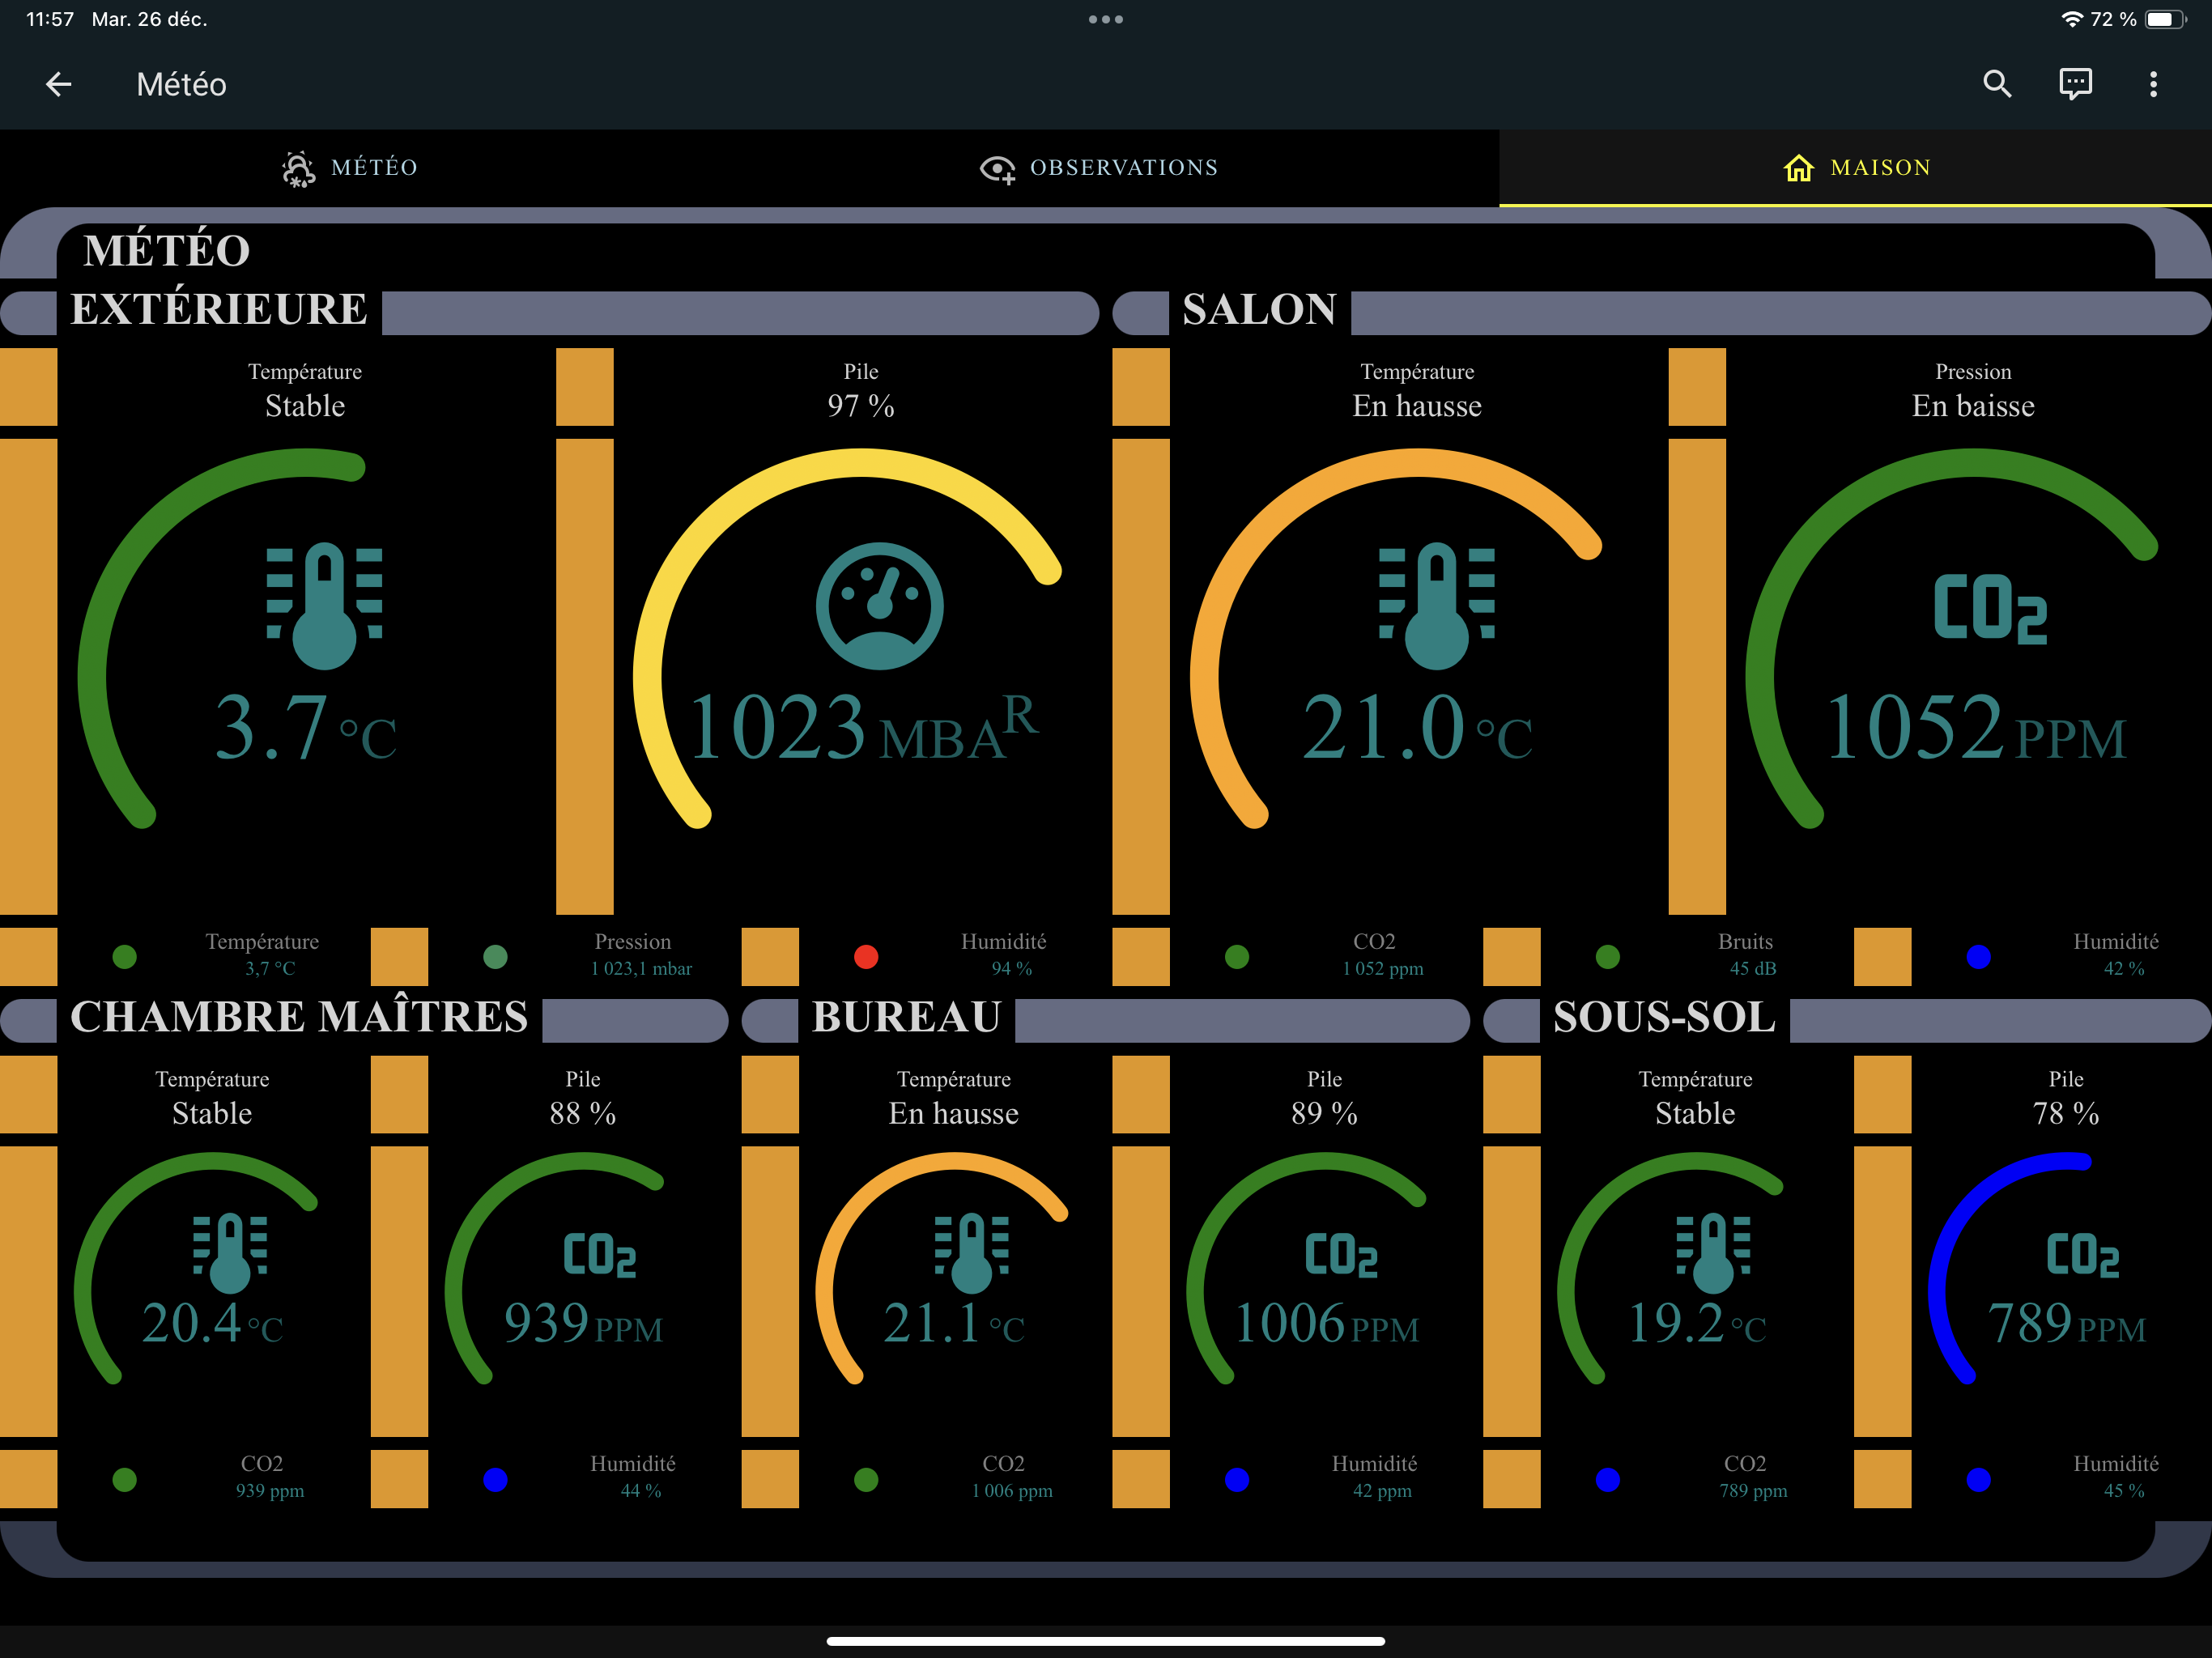 11:57 Mar. 26 déc.
72 %
Météo
MÉTÉO
OBSERVATIONS
MAISON
MÉTÉO
EXTÉRIEURE
SALON
Température
Stable
Pile
97 %
Température
En hausse
Pression
En baisse
3.7 °C
1023 MBAR
21.0 °C
CO2
1052 PPM
Température
3,7 °C
Pression
1 023,1 mbar
Humidité
94 %
CO2
1 052 ppm
Bruits
45 dB
Humidité
42 %
CHAMBRE MAÎTRES
BUREAU
SOUS-SOL
Température
Stable
Pile
88 %
Température
En hausse
Pile
89 %
Température
Stable
Pile
78 %
20.4 °C
CO2
939 PPM
21.1 °C
CO2
1006 PPM
19.2 °C
CO2
789 PPM
CO2
939 ppm
Humidité
44 %
CO2
1 006 ppm
Humidité
42 ppm
CO2
789 ppm
Humidité
45 %